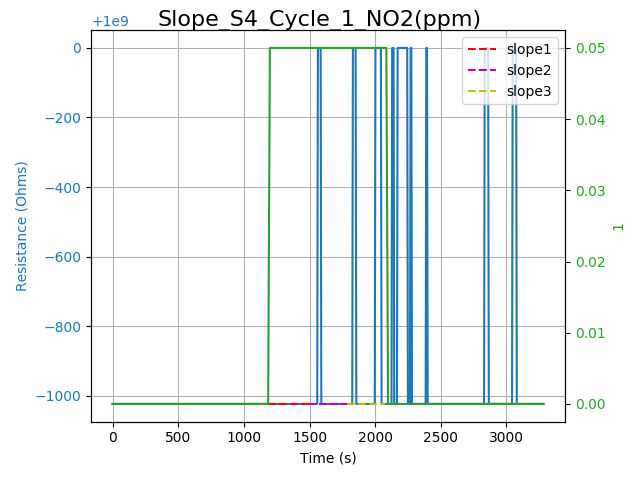 Slope_S4_Cycle_1_NO2(ppm)
+1e9
0
−200
−400
−600
−800
−1000
Resistance (Ohms)
0
500
1000
1500
2000
2500
3000
Time (s)
0.05
0.04
0.03
0.02
0.01
0.00
1
slope1
slope2
slope3